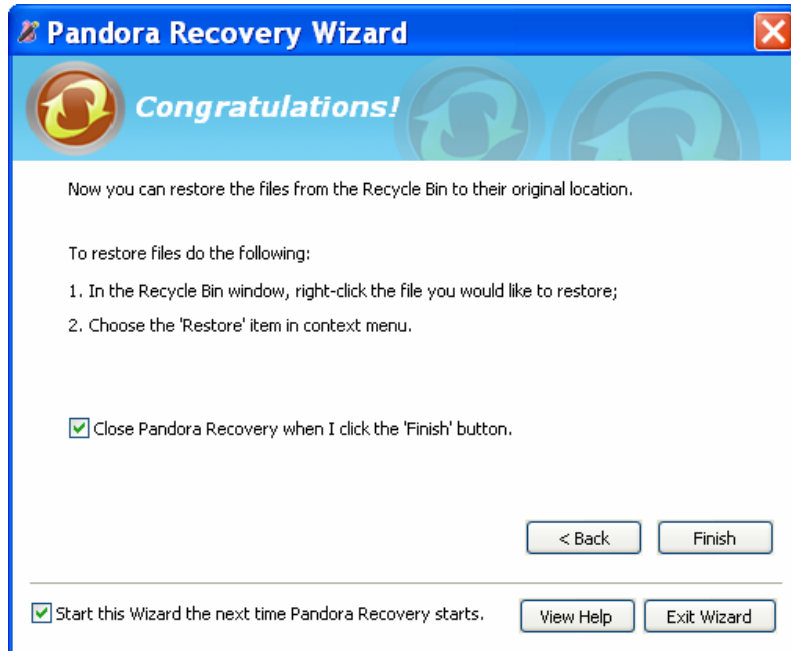 Pandora Recovery Wizard
Congratulations!
Now you can restore the files from the Recycle Bin to their original location.
To restore files do the following:
1. In the Recycle Bin window, right-click the file you would like to restore;
2. Choose the 'Restore' item in context menu.
Close Pandora Recovery when I click the 'Finish' button.
< Back Finish
Start this Wizard the next time Pandora Recovery starts. View Help Exit Wizard